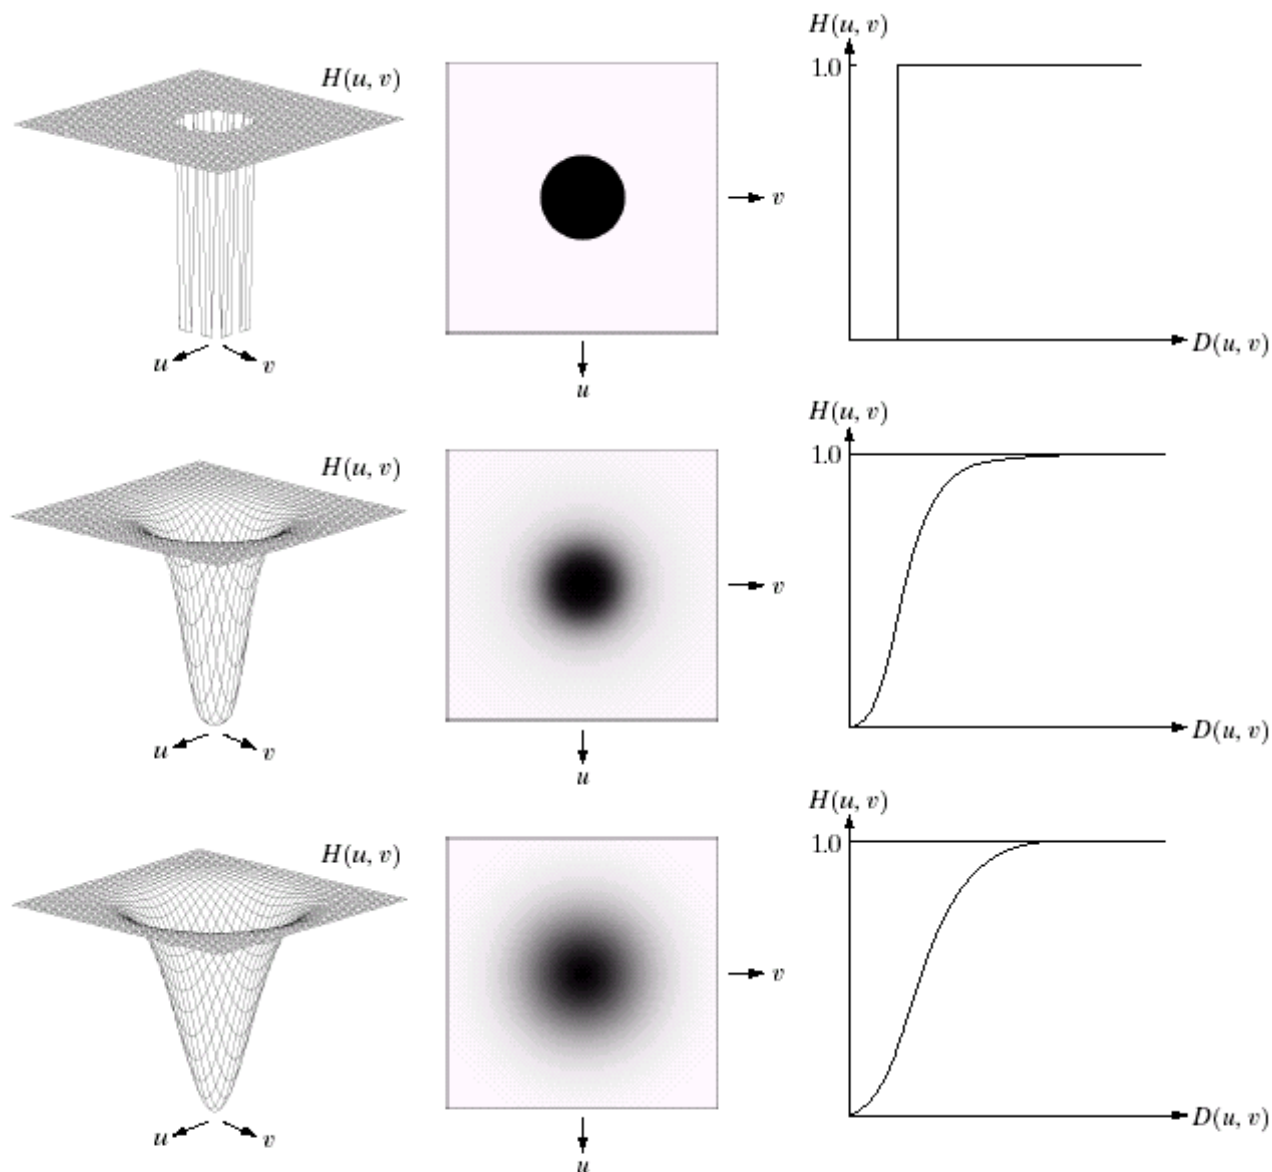 H(u, v)
v
u
u
v
H(u, v)
1.0
D(u, v)
H(u, v)
v
u
u
v
H(u, v)
1.0
D(u, v)
H(u, v)
v
u
u
v
H(u, v)
1.0
D(u, v)